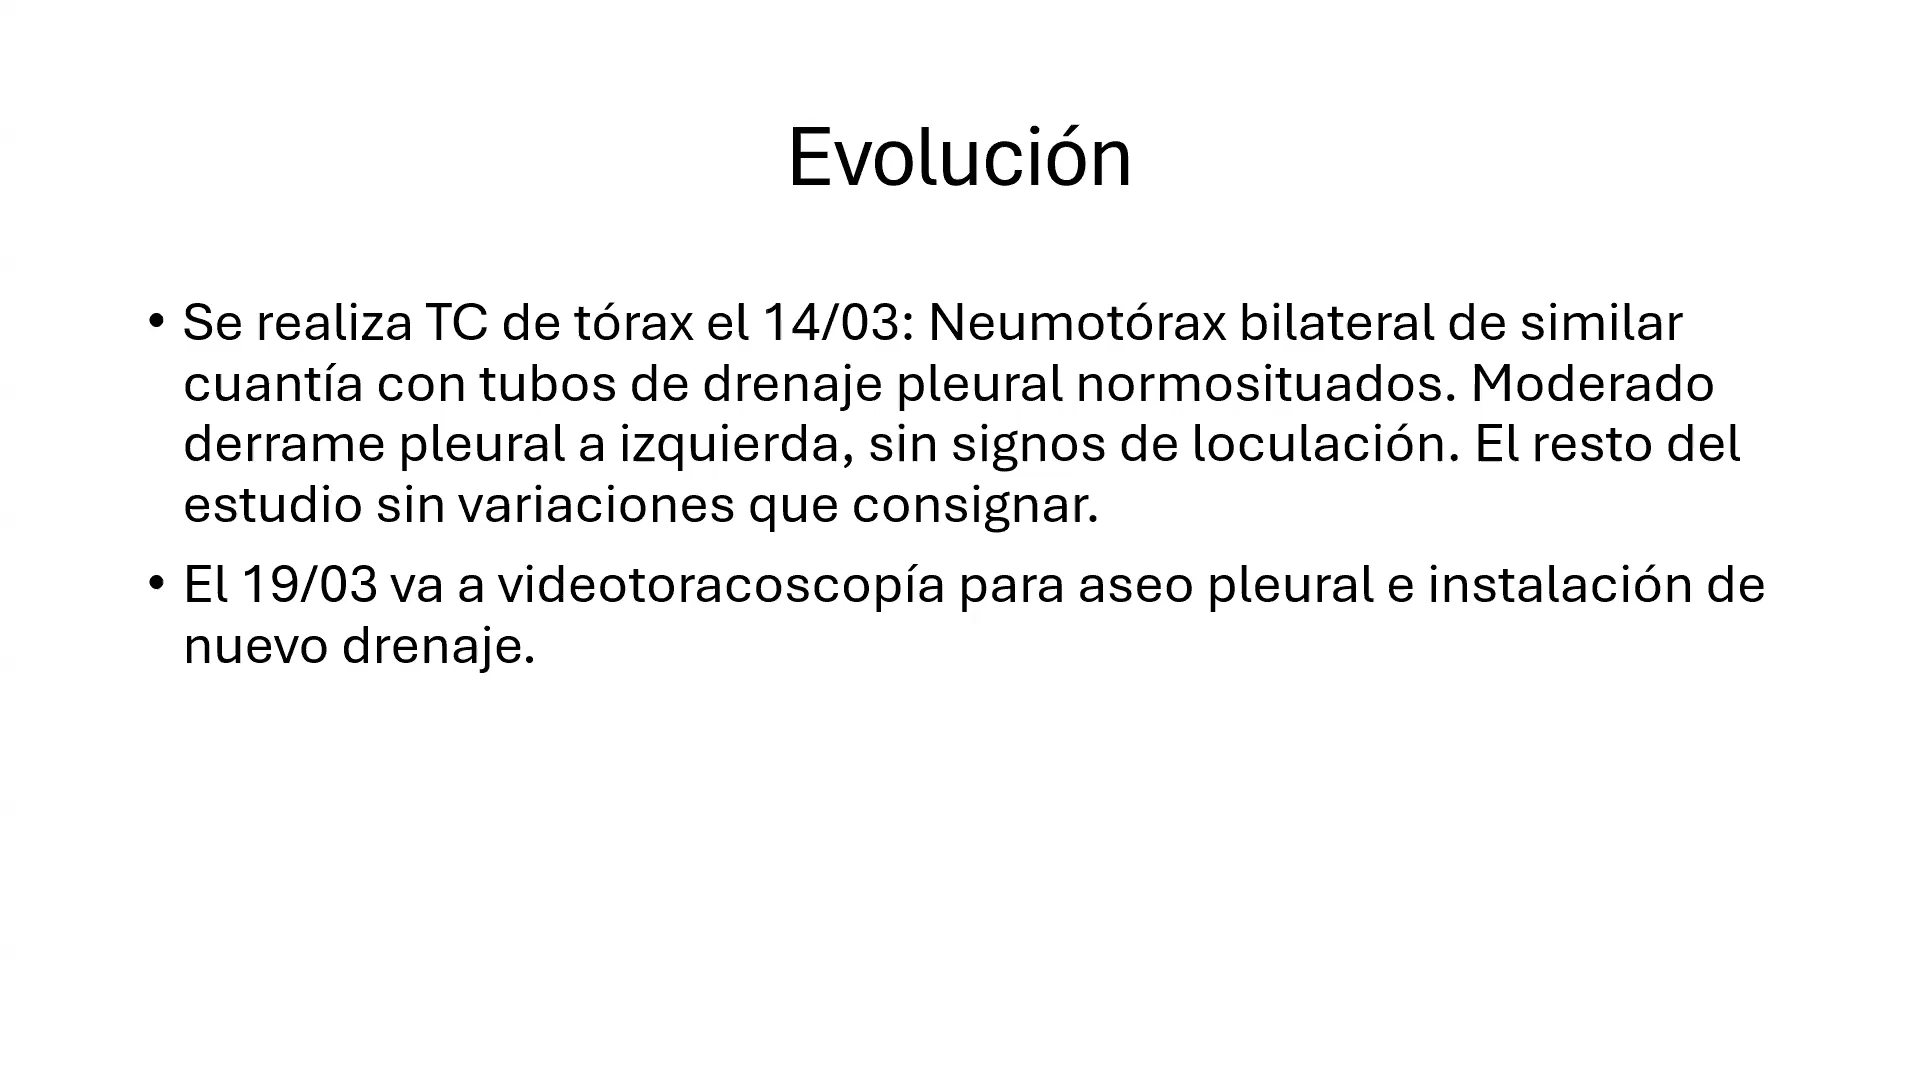 Evolución
• Se realiza TC de tórax el 14/03: Neumotórax bilateral de similar
cuantía con tubos de drenaje pleural normosituados. Moderado
derrame pleural a izquierda, sin signos de loculación. El resto del
estudio sin variaciones que consignar.
• El 19/03 va a videotoracoscopía para aseo pleural e instalación de
nuevo drenaje.